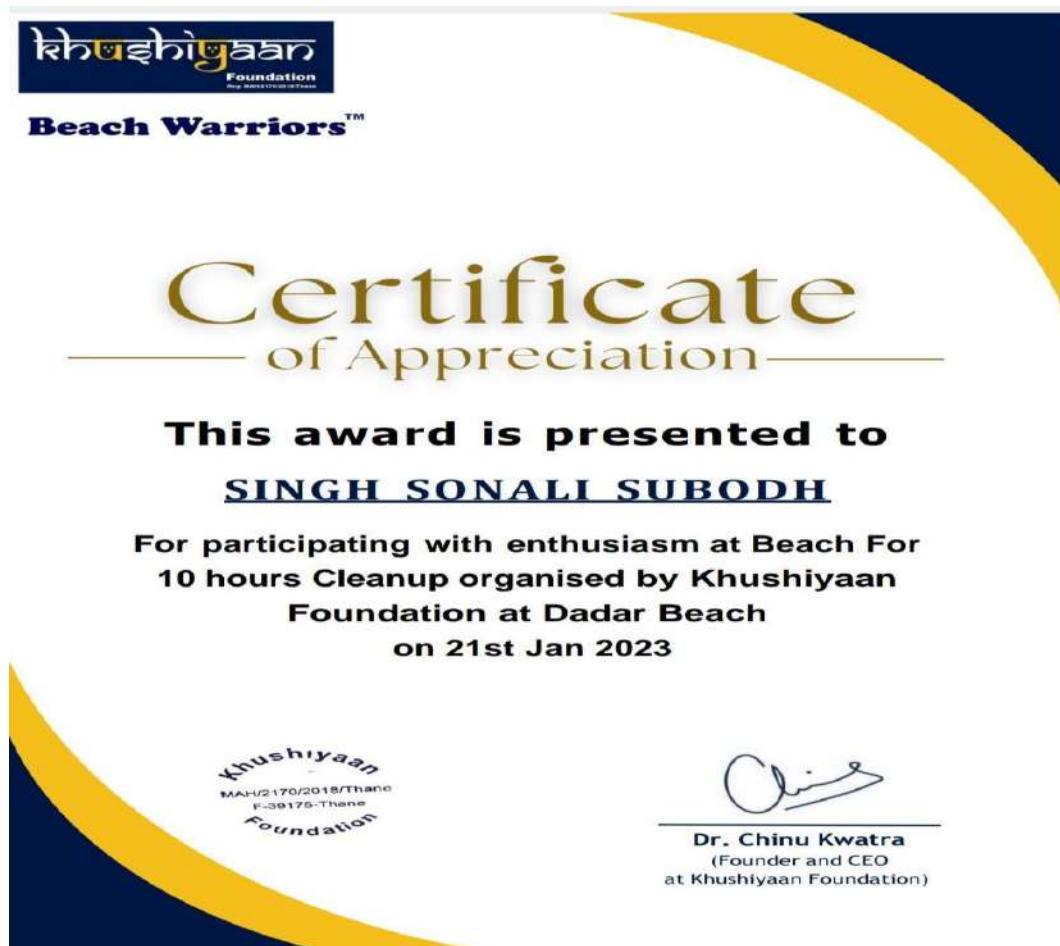 khushiyaan
Foundation
Beach Warriors™
Certificate
of Appreciation
This award is presented to
SINGH SONALI SUBODH
For participating with enthusiasm at Beach For
10 hours Cleanup organised by Khushiyaan
Foundation at Dadar Beach
on 21st Jan 2023
Khushiyaan
MAH/2170/2018/Thane
F-39175-Thane
Foundation
Dr. Chinu Kwatra
(Founder and CEO
at Khushiyaan Foundation)